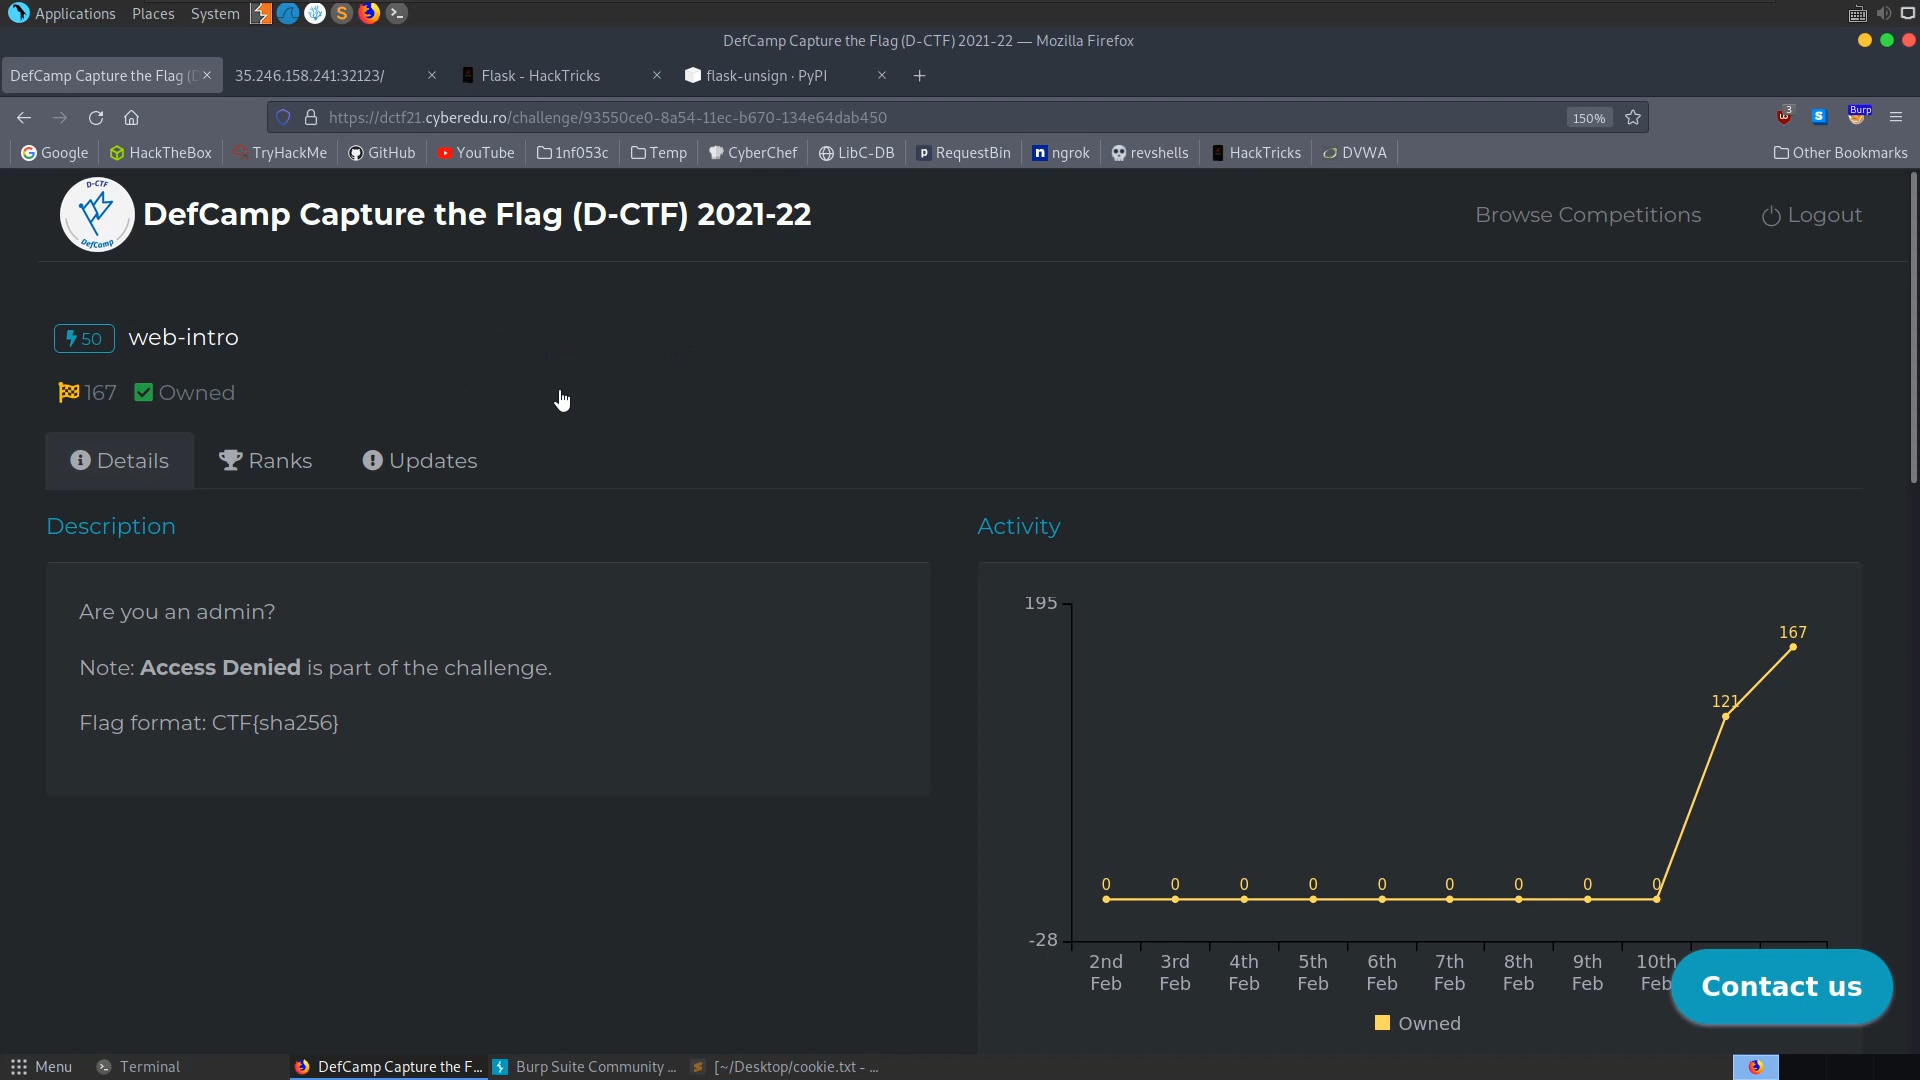 Applications Places System
DefCamp Capture the Flag (D-CTF) 2021-22 — Mozilla Firefox
DefCamp Capture the Flag (D
35.246.158.241:32123/
Flask - HackTricks
flask-unsign · PyPI
https://dctf21.cyberedu.ro/challenge/93550ce0-8a54-11ec-b670-134e64dab450
150%
3
Burp
Google HackTheBox TryHackMe GitHub YouTube 1nf053c Temp CyberChef LibC-DB RequestBin ngrok revshells HackTricks DVWA Other Bookmarks
D-CTF
DefCamp
DefCamp Capture the Flag (D-CTF) 2021-22
Browse Competitions
Logout
50 web-intro
167 Owned
Details Ranks Updates
Description
Are you an admin?
Note: Access Denied is part of the challenge.
Flag format: CTF{sha256}
Activity
195
167
121
0 0 0 0 0 0 0 0 0
-28
2nd Feb
3rd Feb
4th Feb
5th Feb
6th Feb
7th Feb
8th Feb
9th Feb
10th Feb
Owned
Contact us
Menu
Terminal
DefCamp Capture the F...
Burp Suite Community ...
[~/Desktop/cookie.txt - ...